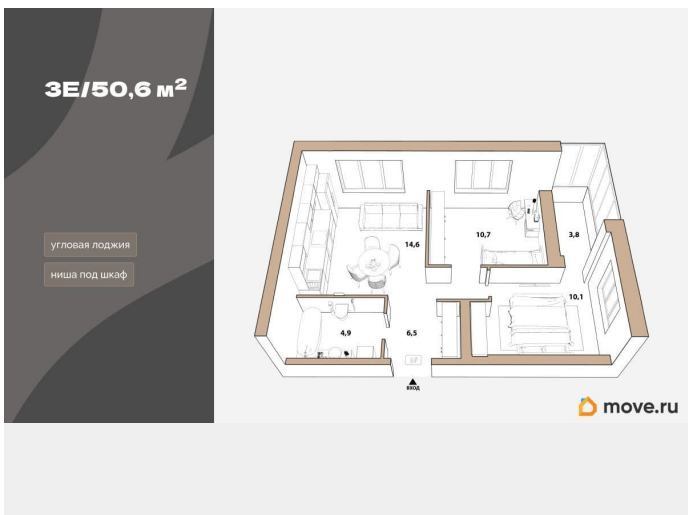 3E/50,6 м²
угловая лоджия
ниша под шкаф
14,6
10,7
3,8
10,1
4,9
6,5
ВХОД
move.ru